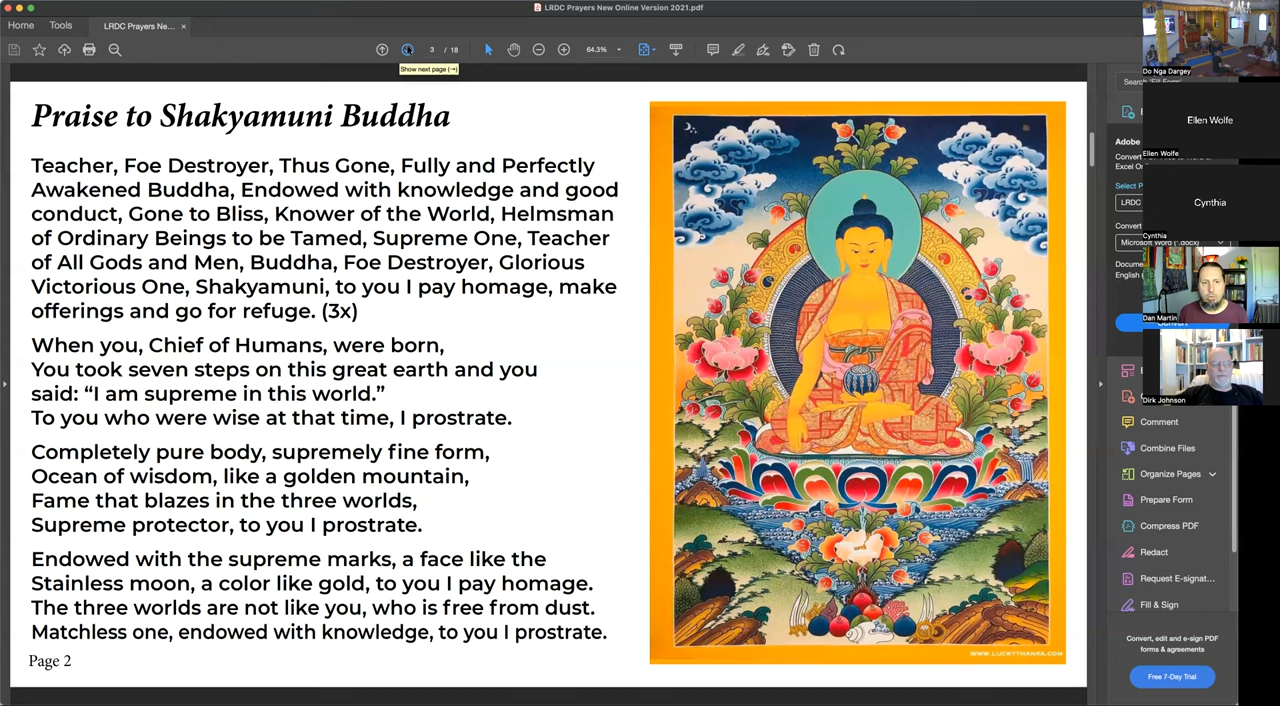 LRDC Prayers New Online Version 2021.pdf
Home
Tools
LRDC Prayers Ne...
3 / 18
64.3%
Show next page (→)
Praise to Shakyamuni Buddha
Teacher, Foe Destroyer, Thus Gone, Fully and Perfectly
Awakened Buddha, Endowed with knowledge and good
conduct, Gone to Bliss, Knower of the World, Helmsman
of Ordinary Beings to be Tamed, Supreme One, Teacher
of All Gods and Men, Buddha, Foe Destroyer, Glorious
Victorious One, Shakyamuni, to you I pay homage, make
offerings and go for refuge. (3x)
When you, Chief of Humans, were born,
You took seven steps on this great earth and you
said: “I am supreme in this world.”
To you who were wise at that time, I prostrate.
Completely pure body, supremely fine form,
Ocean of wisdom, like a golden mountain,
Fame that blazes in the three worlds,
Supreme protector, to you I prostrate.
Endowed with the supreme marks, a face like the
Stainless moon, a color like gold, to you I pay homage.
The three worlds are not like you, who is free from dust.
Matchless one, endowed with knowledge, to you I prostrate.
Page 2
WWW.LUCKYTHANKA.COM
Do Nga Dargey
Search
Ellen Wolfe
Ellen Wolfe
Adobe
Select
Cynthia
LRDC
Cynthia
Microsoft Word (*.docx)
English
Dan Martin
Convert
Dirk Johnson
Comment
Combine Files
Organize Pages
Prepare Form
Compress PDF
Redact
Request E-signat...
Fill & Sign
Convert, edit and e-sign PDF
forms & agreements
Free 7-Day Trial